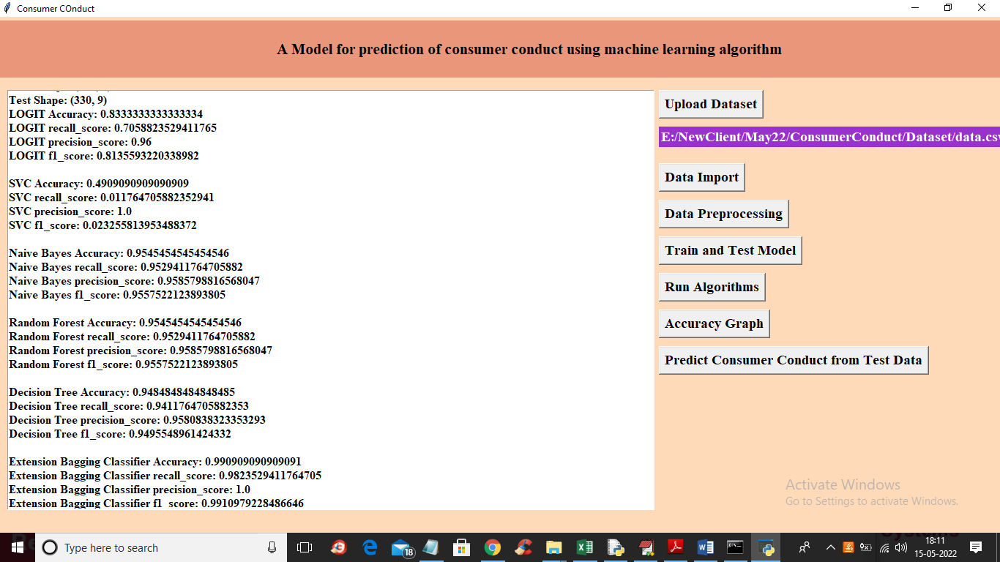 Consumer COnduct
A Model for prediction of consumer conduct using machine learning algorithm
Test Shape: (330, 9)
LOGIT Accuracy: 0.8333333333333334
LOGIT recall_score: 0.7058823529411765
LOGIT precision_score: 0.96
LOGIT f1_score: 0.8135593220338982
SVC Accuracy: 0.4909090909090909
SVC recall_score: 0.011764705882352941
SVC precision_score: 1.0
SVC f1_score: 0.023255813953488372
Naive Bayes Accuracy: 0.9545454545454546
Naive Bayes recall_score: 0.9529411764705882
Naive Bayes precision_score: 0.9585798816568047
Naive Bayes f1_score: 0.9557522123893805
Random Forest Accuracy: 0.9545454545454546
Random Forest recall_score: 0.9529411764705882
Random Forest precision_score: 0.9585798816568047
Random Forest f1_score: 0.9557522123893805
Decision Tree Accuracy: 0.9484848484848485
Decision Tree recall_score: 0.9411764705882353
Decision Tree precision_score: 0.9580838323353293
Decision Tree f1_score: 0.9495548961424332
Extension Bagging Classifier Accuracy: 0.990909090909091
Extension Bagging Classifier recall_score: 0.9823529411764705
Extension Bagging Classifier precision_score: 1.0
Extension Bagging Classifier f1_score: 0.9910979228486646
Upload Dataset
E:/NewClient/May22/ConsumerConduct/Dataset/data.csv
Data Import
Data Preprocessing
Train and Test Model
Run Algorithms
Accuracy Graph
Predict Consumer Conduct from Test Data
Activate Windows
Go to Settings to activate Windows.
Type here to search
18
18:11
15-05-2022